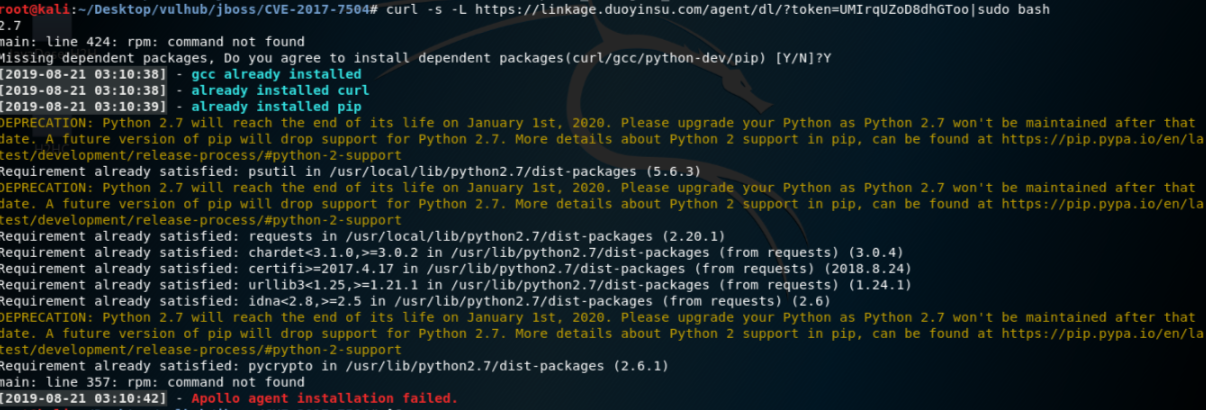 root@kali:~/Desktop/vulhub/jboss/CVE-2017-7504# curl -s -L https://linkage.duoyinsu.com/agent/dl/?token=UMIrqUZoD8dhGToo|sudo bash
2.7
main: line 424: rpm: command not found
Missing dependent packages, Do you agree to install dependent packages(curl/gcc/python-dev/pip) [Y/N]?Y
[2019-08-21 03:10:38] - gcc already installed
[2019-08-21 03:10:38] - already installed curl
[2019-08-21 03:10:39] - already installed pip
DEPRECATION: Python 2.7 will reach the end of its life on January 1st, 2020. Please upgrade your Python as Python 2.7 won't be maintained after that
date. A future version of pip will drop support for Python 2.7. More details about Python 2 support in pip, can be found at https://pip.pypa.io/en/la
test/development/release-process/#python-2-support
Requirement already satisfied: psutil in /usr/local/lib/python2.7/dist-packages (5.6.3)
DEPRECATION: Python 2.7 will reach the end of its life on January 1st, 2020. Please upgrade your Python as Python 2.7 won't be maintained after that
date. A future version of pip will drop support for Python 2.7. More details about Python 2 support in pip, can be found at https://pip.pypa.io/en/la
test/development/release-process/#python-2-support
Requirement already satisfied: requests in /usr/local/lib/python2.7/dist-packages (2.20.1)
Requirement already satisfied: chardet<3.1.0,>=3.0.2 in /usr/lib/python2.7/dist-packages (from requests) (3.0.4)
Requirement already satisfied: certifi>=2017.4.17 in /usr/lib/python2.7/dist-packages (from requests) (2018.8.24)
Requirement already satisfied: urllib3<1.25,>=1.21.1 in /usr/lib/python2.7/dist-packages (from requests) (1.24.1)
Requirement already satisfied: idna<2.8,>=2.5 in /usr/lib/python2.7/dist-packages (from requests) (2.6)
DEPRECATION: Python 2.7 will reach the end of its life on January 1st, 2020. Please upgrade your Python as Python 2.7 won't be maintained after that
date. A future version of pip will drop support for Python 2.7. More details about Python 2 support in pip, can be found at https://pip.pypa.io/en/la
test/development/release-process/#python-2-support
Requirement already satisfied: pycrypto in /usr/lib/python2.7/dist-packages (2.6.1)
main: line 357: rpm: command not found
[2019-08-21 03:10:42] - Apollo agent installation failed.